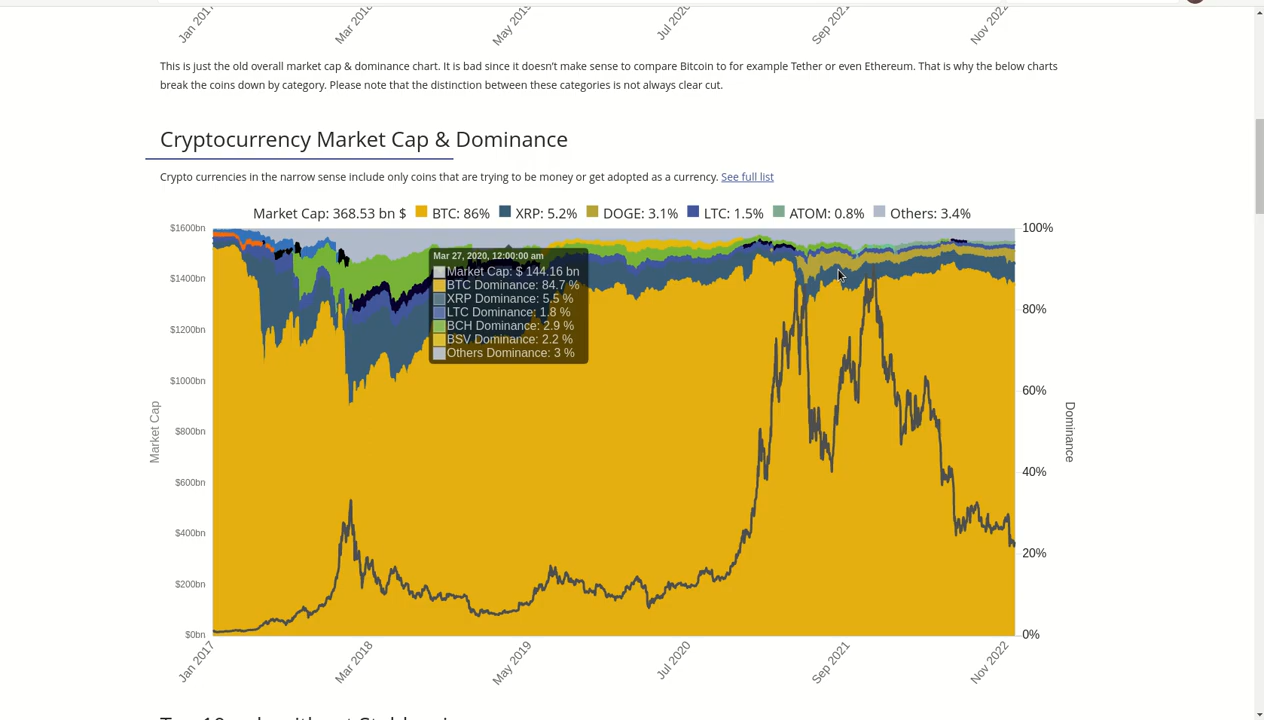 Jan 2017 Mar 2018 May 2019 Jul 2020 Sep 2021 Nov 2022
This is just the old overall market cap & dominance chart. It is bad since it doesn't make sense to compare Bitcoin to for example Tether or even Ethereum. That is why the below charts
break the coins down by category. Please note that the distinction between these categories is not always clear cut.
Cryptocurrency Market Cap & Dominance
Crypto currencies in the narrow sense include only coins that are trying to be money or get adopted as a currency. See full list
Market Cap: 368.53 bn $ BTC: 86% XRP: 5.2% DOGE: 3.1% LTC: 1.5% ATOM: 0.8% Others: 3.4%
$1600bn 100%
Mar 27, 2020, 12:00:00 am
Market Cap: $ 144.16 bn
$1400bn
BTC Dominance: 84.7 %
XRP Dominance: 5.5 %
80%
LTC Dominance: 1.8 %
BCH Dominance: 2.9 %
$1200bn
BSV Dominance: 2.2 %
Others Dominance: 3 %
$1000bn
60%
$800bn
Market Cap
Dominance
40%
$600bn
$400bn
20%
$200bn
$0bn 0%
Jan 2017 Mar 2018 May 2019 Jul 2020 Sep 2021 Nov 2022